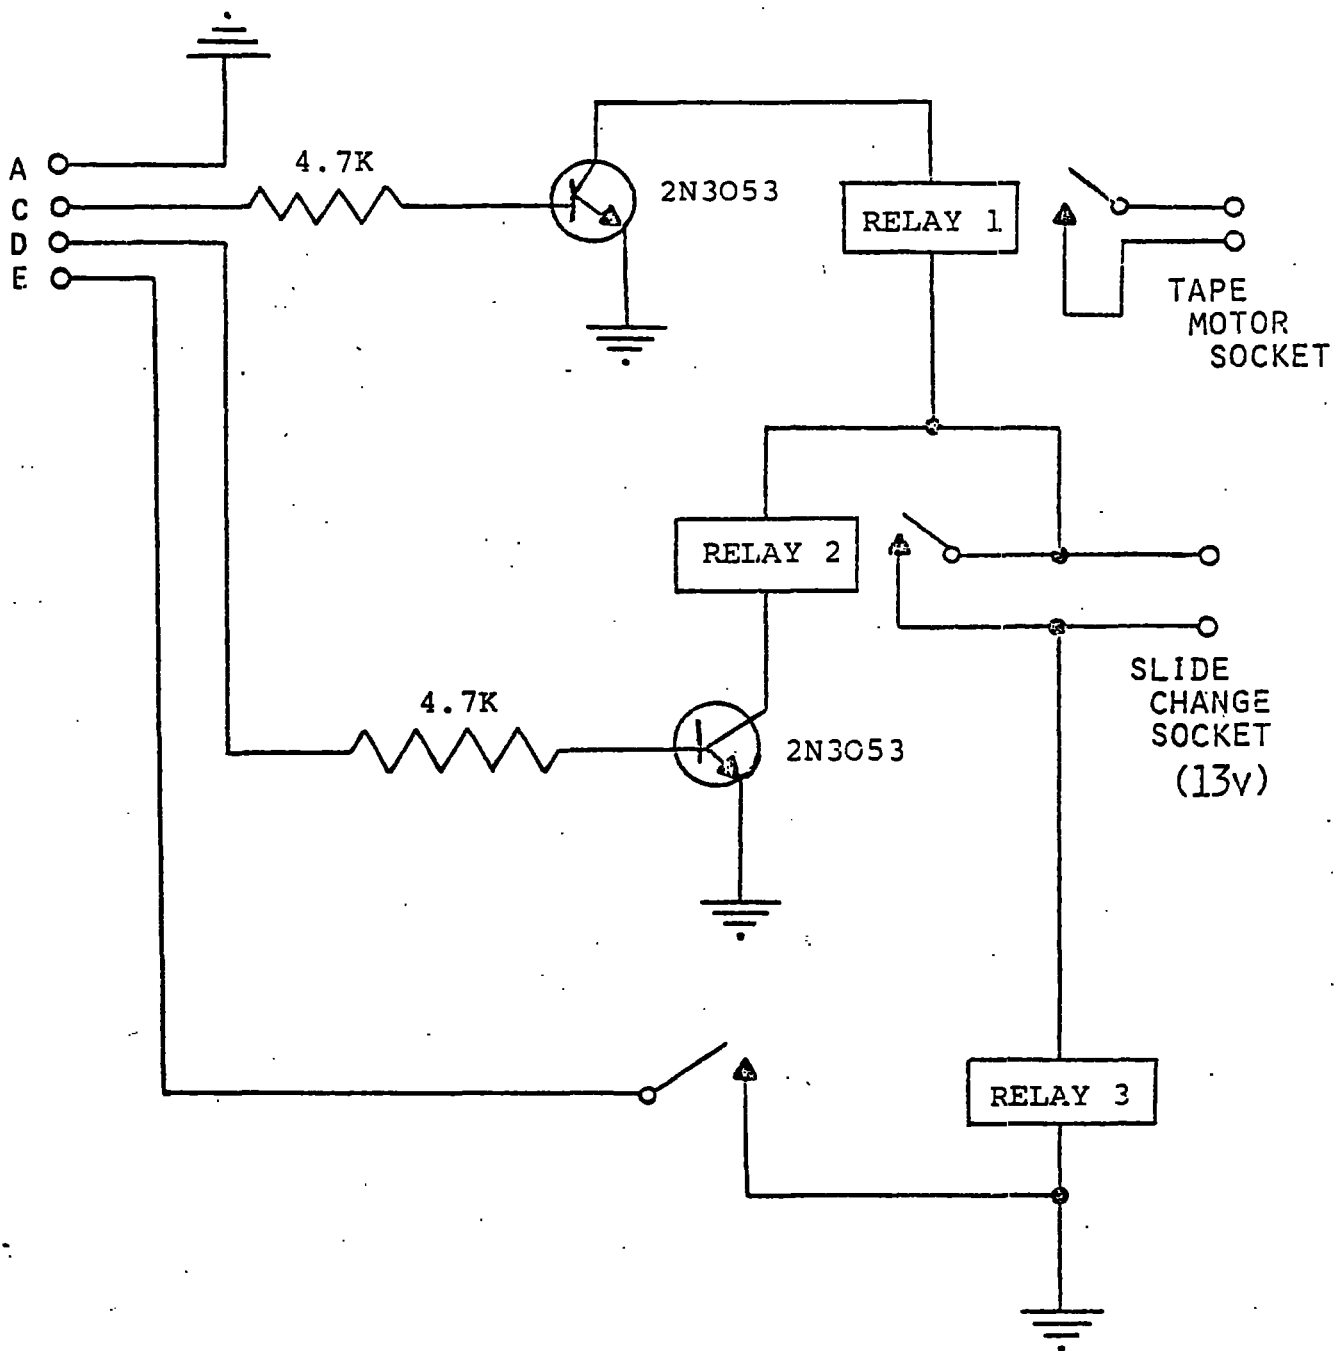 A
C
D
E
4.7K
2N3053
RELAY 1
TAPE
MOTOR
SOCKET
RELAY 2
SLIDE
CHANGE
SOCKET
(13v)
4.7K
2N3053
RELAY 3